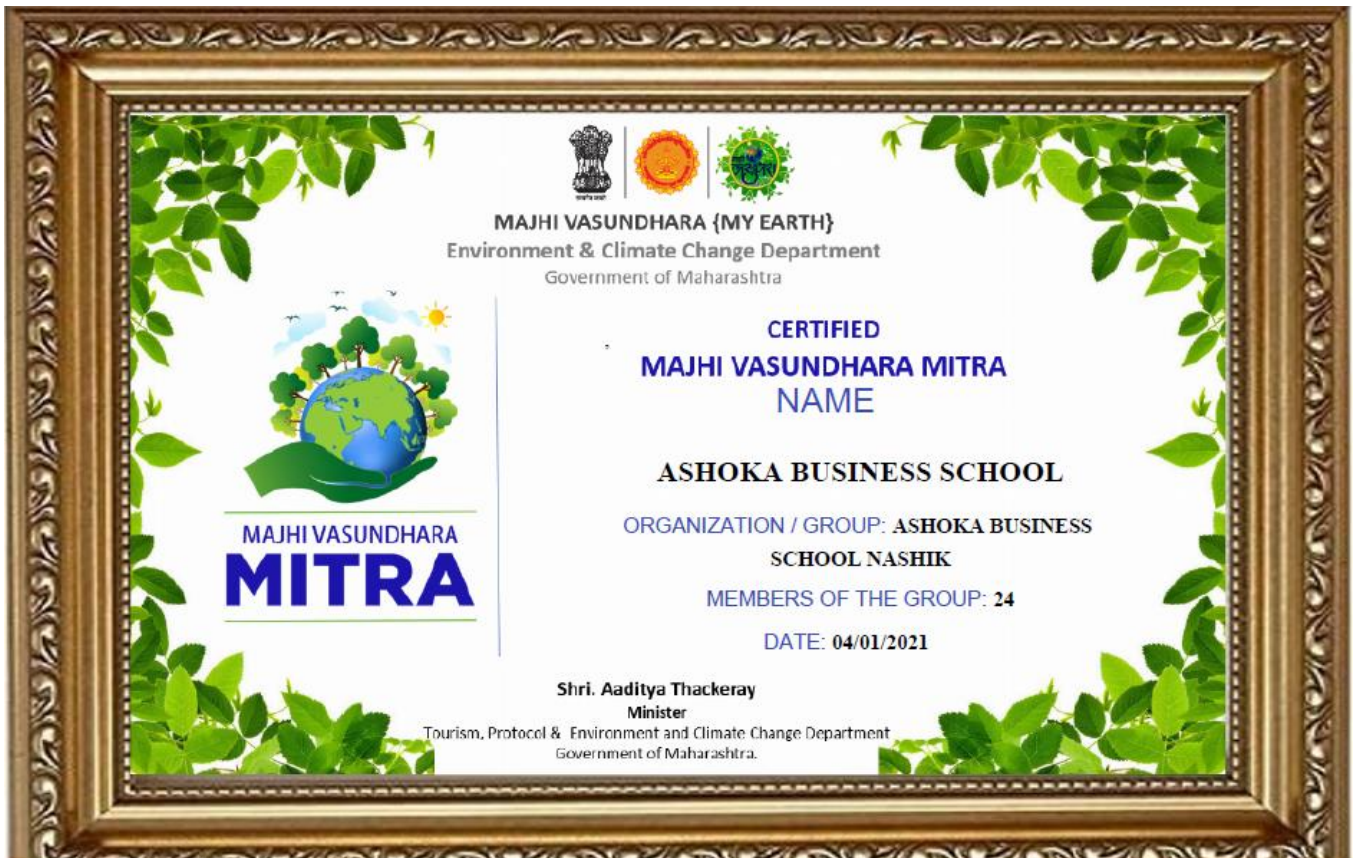 MAJHI VASUNDHARA {MY EARTH}
Environment & Climate Change Department
Government of Maharashtra
CERTIFIED
MAJHI VASUNDHARA MITRA
NAME
ASHOKA BUSINESS SCHOOL
ORGANIZATION / GROUP: ASHOKA BUSINESS
SCHOOL NASHIK
MEMBERS OF THE GROUP: 24
DATE: 04/01/2021
MAJHI VASUNDHARA
MITRA
Shri. Aaditya Thackeray
Minister
Tourism, Protocol & Environment and Climate Change Department
Government of Maharashtra.